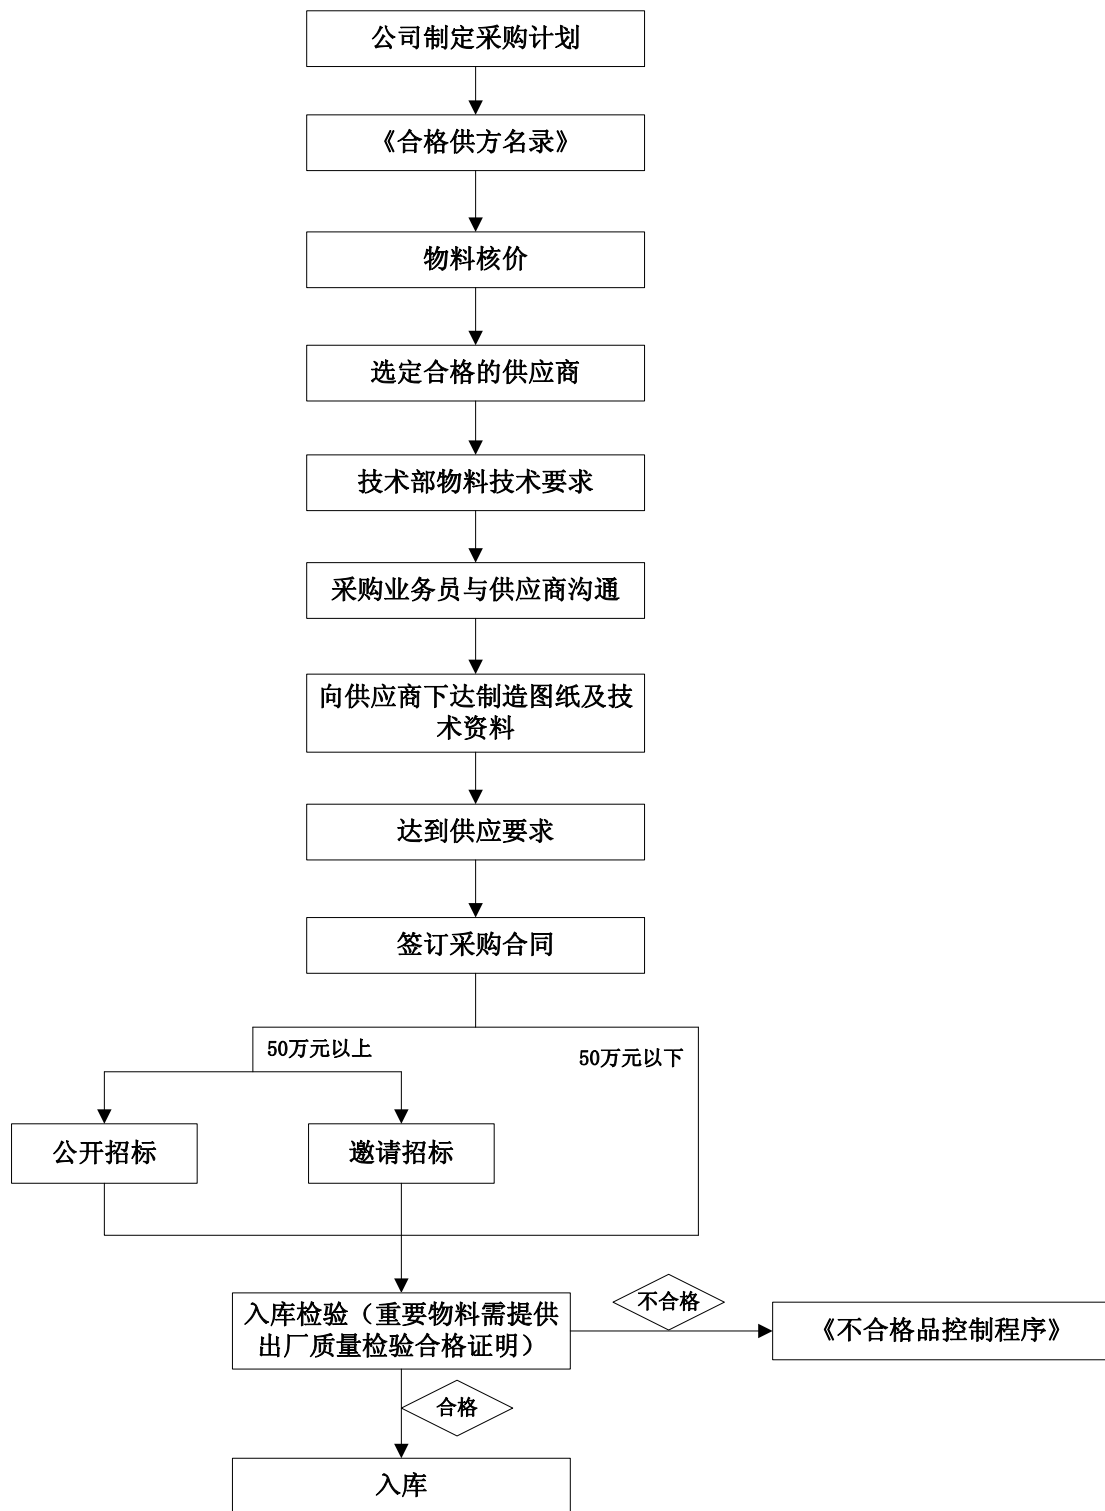 公司制定采购计划
《合格供方名录》
物料核价
选定合格的供应商
技术部物料技术要求
采购业务员与供应商沟通
向供应商下达制造图纸及技
术资料
达到供应要求
签订采购合同
50万元以上
50万元以下
公开招标
邀请招标
入库检验（重要物料需提供
出厂质量检验合格证明）
不合格
《不合格品控制程序》
合格
入库